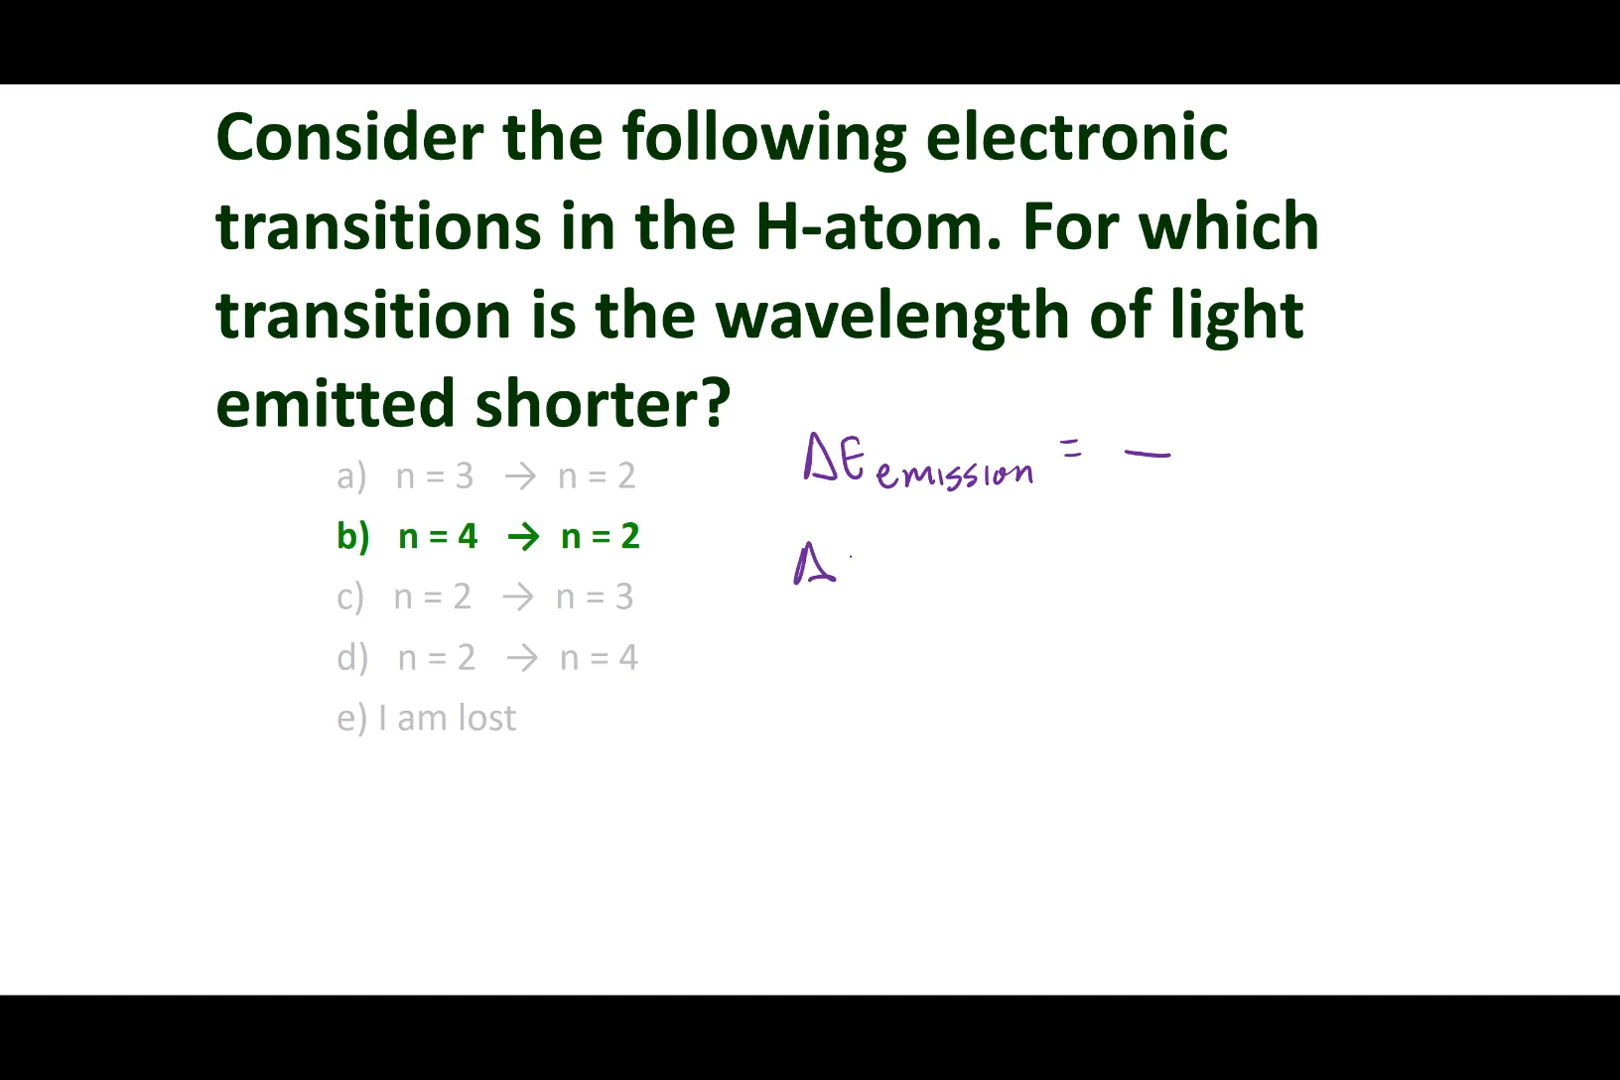 Consider the following electronic
transitions in the H-atom. For which
transition is the wavelength of light
emitted shorter?
ΔE emission = –
a) n = 3 → n = 2
b) n = 4 → n = 2
Δ
c) n = 2 → n = 3
d) n = 2 → n = 4
e) I am lost